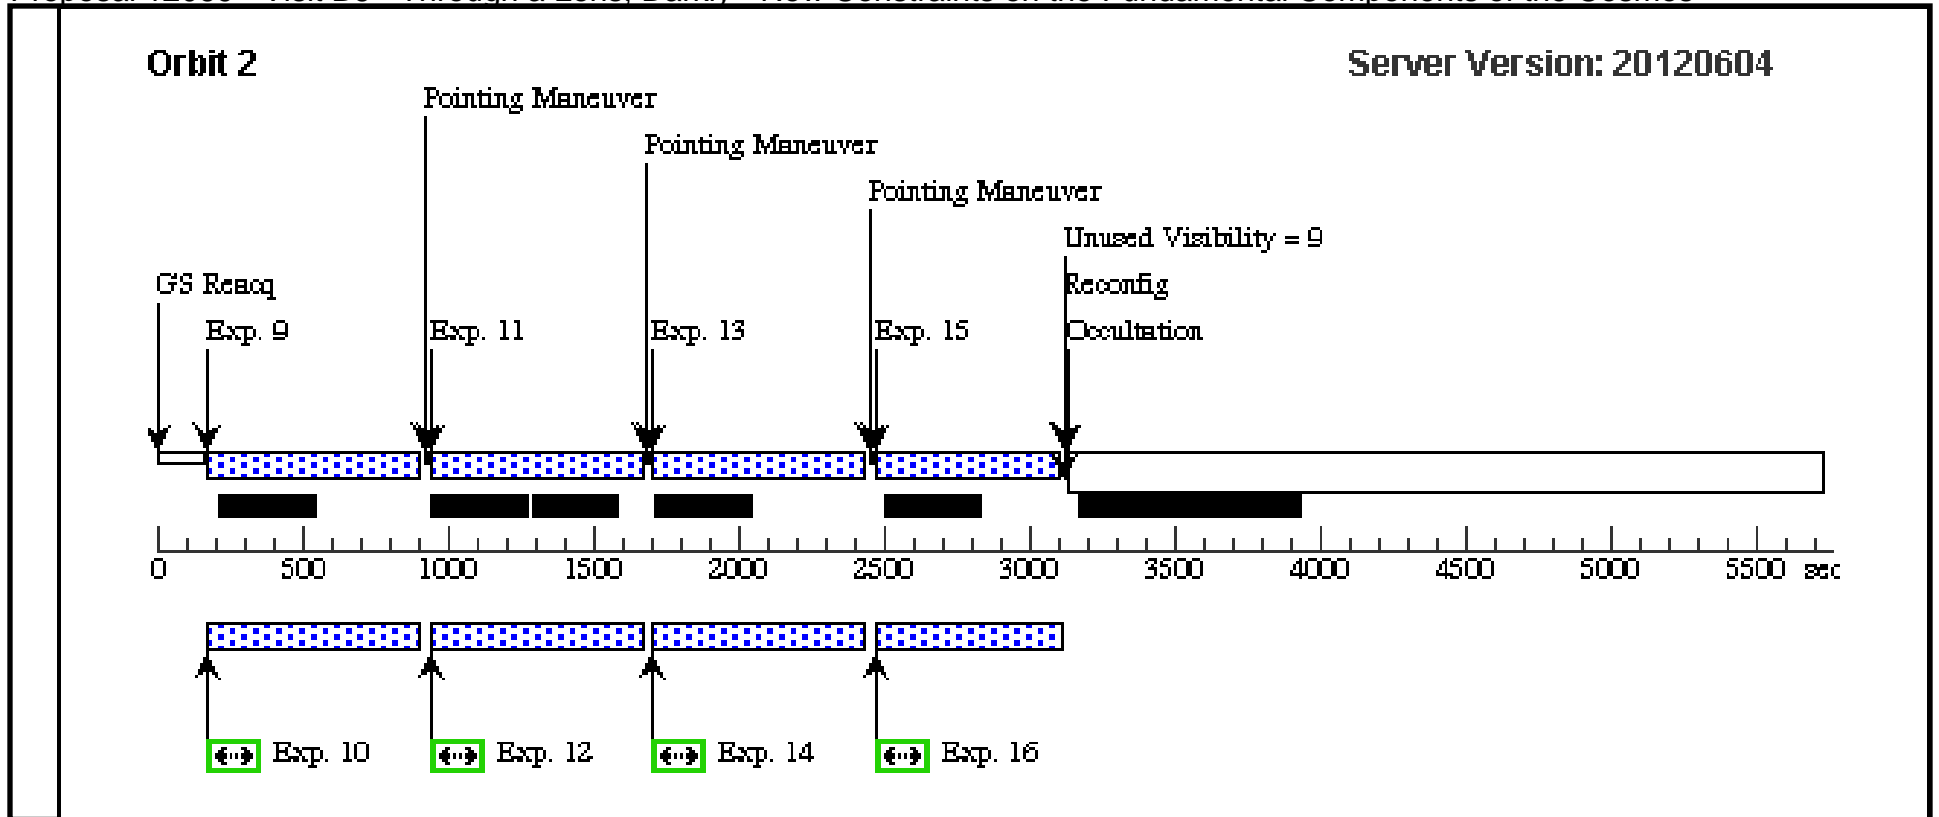 Orbit 2
Server Version: 20120604
Pointing Maneuver
Pointing Maneuver
Pointing Maneuver
Unused Visibility = 9
GS Reacq
Reconfig
Exp. 9
Exp. 11
Exp. 13
Exp. 15
Occultation
0 500 1000 1500 2000 2500 3000 3500 4000 4500 5000 5500 sec
Exp. 10
Exp. 12
Exp. 14
Exp. 16